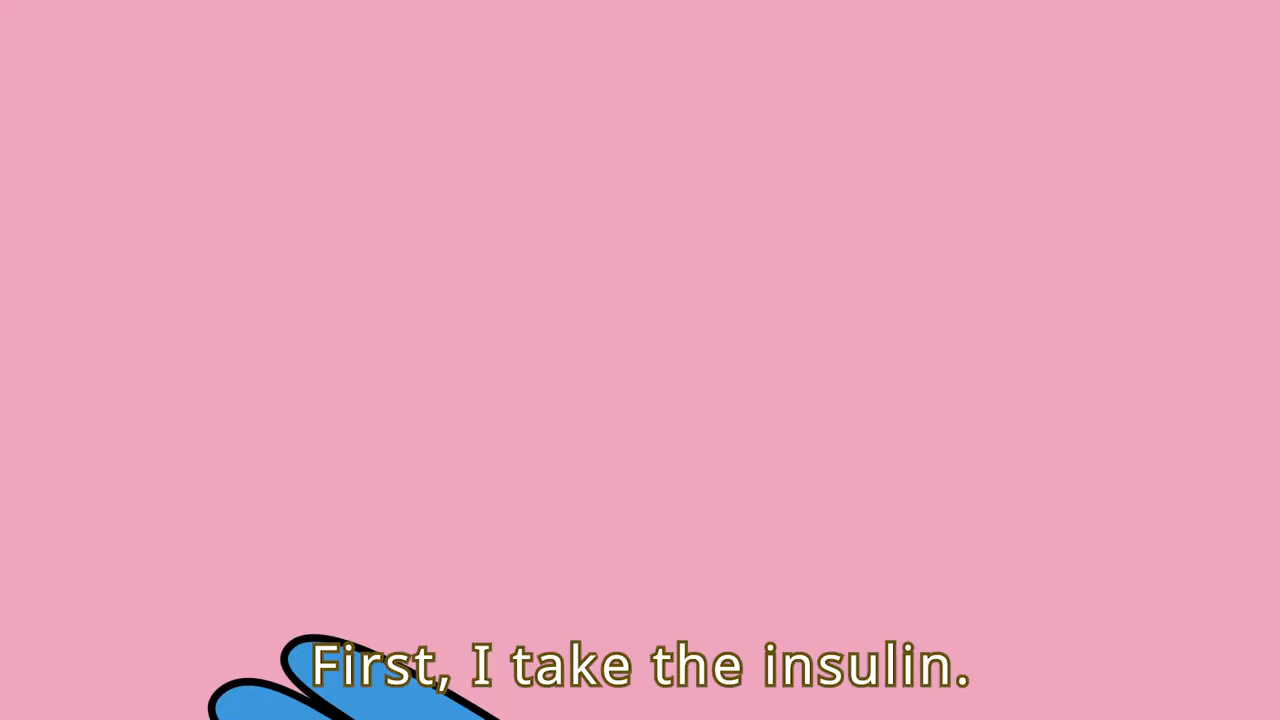 First, I take the insulin.